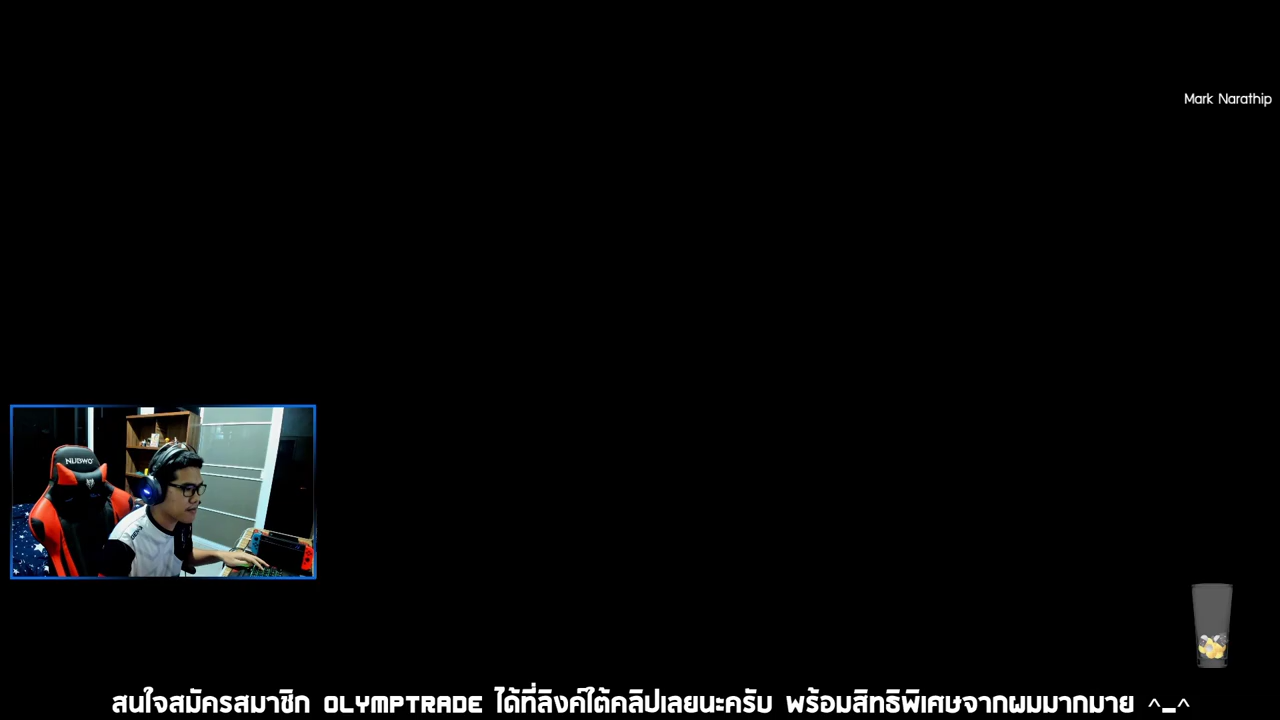 Mark Narathip
NUBWO
สนใจสมัครสมาชิก OLYMPTRADE ได้ที่ลิงค์ใต้คลิปเลยนะครับ พร้อมสิทธิพิเศษจากผมมากมาย ^_^